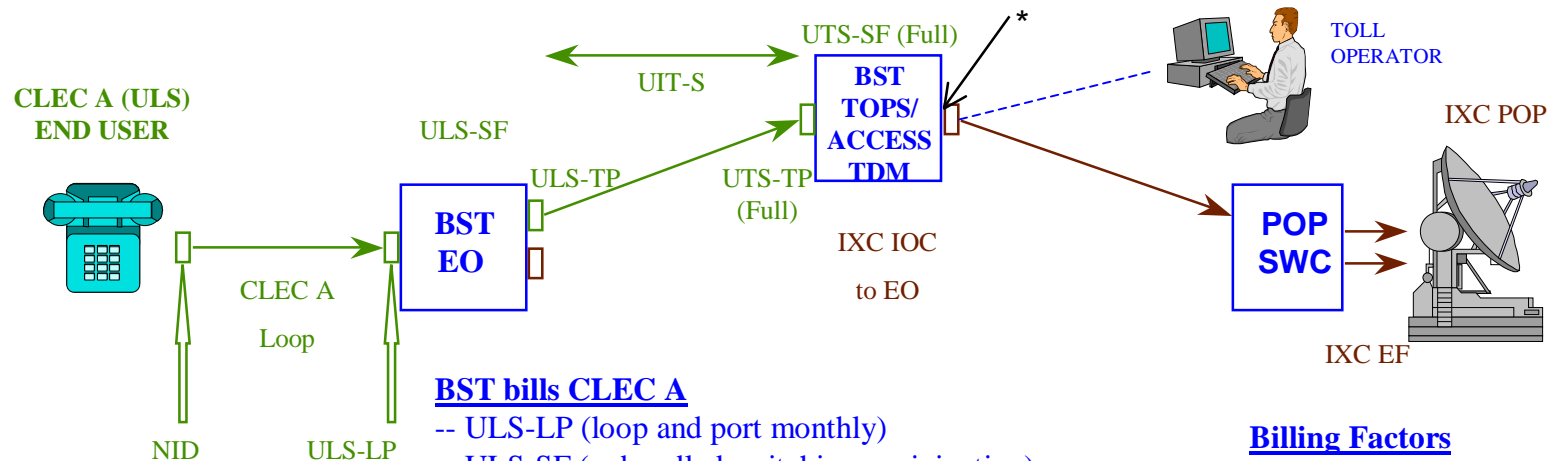 *
UTS-SF (Full)
TOLL
OPERATOR
UIT-S
BST
TOPS/
ACCESS
TDM
CLEC A (ULS)
END USER
IXC POP
ULS-SF
ULS-TP
UTS-TP
(Full)
BST
EO
POP
SWC
IXC IOC
to EO
CLEC A
Loop
IXC EF
BST bills CLEC A
-- ULS-LP (loop and port monthly)
Billing Factors
NID
ULS-LP